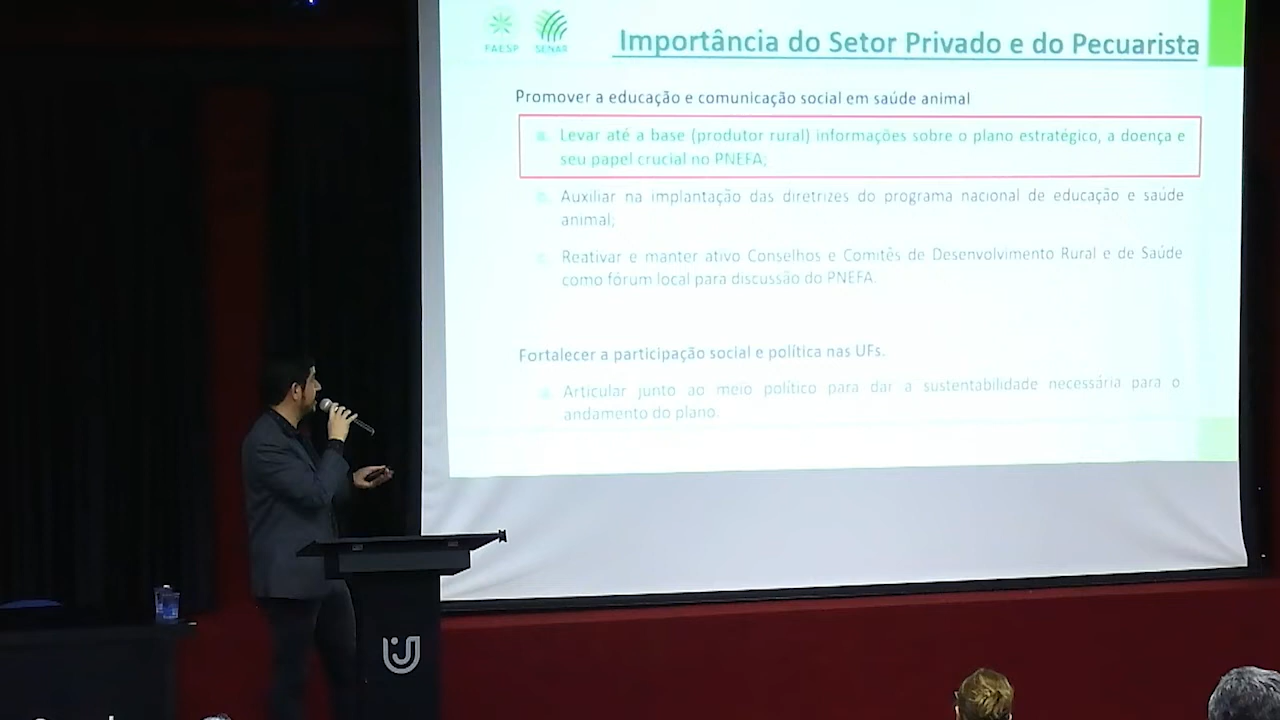 FAESP SENAR
Importância do Setor Privado e do Pecuarista
Promover a educação e comunicação social em saúde animal
Levar até a base (produtor rural) informações sobre o plano estratégico, a doença e
seu papel crucial no PNEFA;
Auxiliar na implantação das diretrizes do programa nacional de educação e saúde
animal;
Reativar e manter ativo Conselhos e Comitês de Desenvolvimento Rural e de Saúde
como fórum local para discussão do PNEFA.
Fortalecer a participação social e política nas UFs.
Articular junto ao meio político para dar a sustentabilidade necessária para o
andamento do plano.